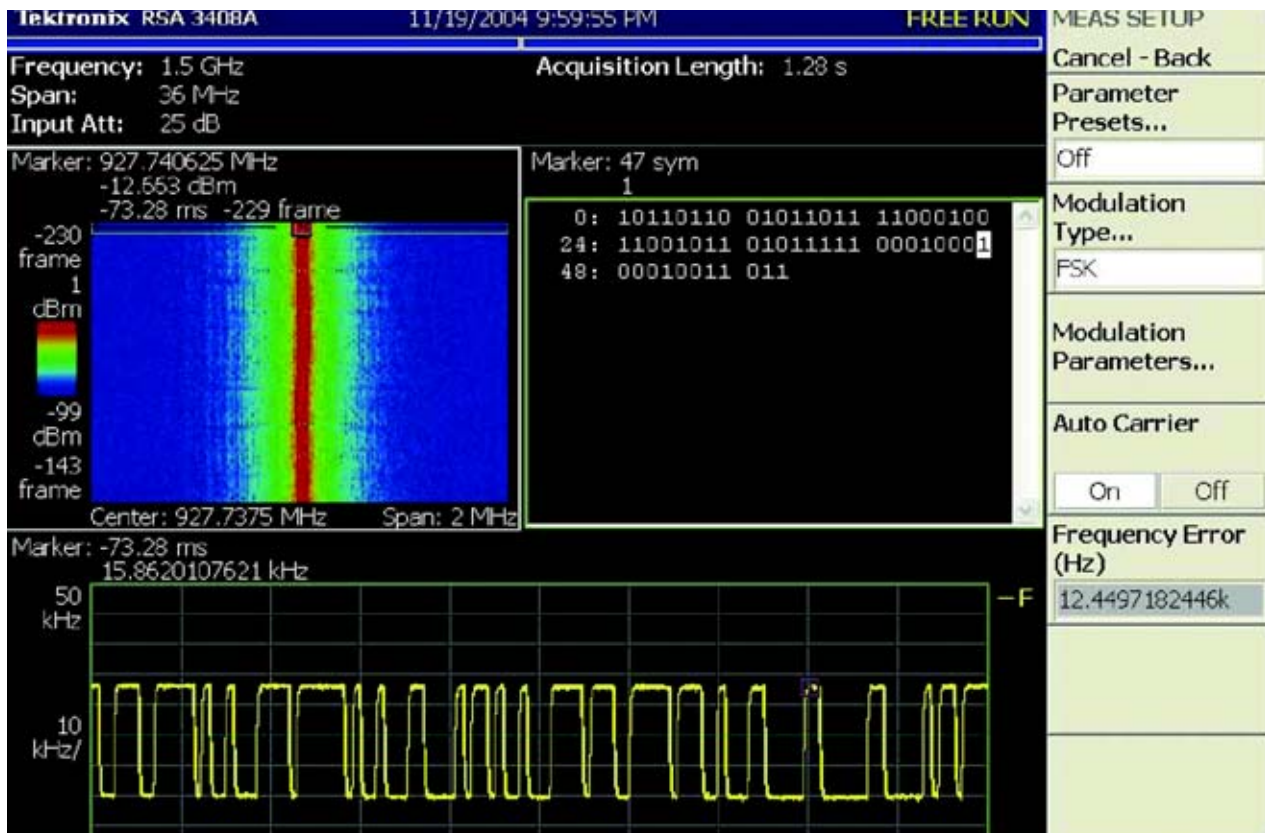 Tektronix RSA 3408A 11/19/2004 9:59:55 PM FREE RUN
Frequency: 1.5 GHz
Span: 36 MHz
Input Att: 25 dB
Acquisition Length: 1.28 s
Marker: 927.740625 MHz
-12.553 dBm
-73.28 ms -229 frame
-230
frame
1
dBm
-99
dBm
-143
frame
Center: 927.7375 MHz Span: 2 MHz
Marker: 47 sym
1
0: 10110110 01011011 11000100
24: 11001011 01011111 00010001
48: 00010011 011
Marker: -73.28 ms
15.8620107621 kHz
50
kHz
10
kHz/
-F
MEAS SETUP
Cancel - Back
Parameter
Presets...
Off
Modulation
Type...
FSK
Modulation
Parameters...
Auto Carrier
On Off
Frequency Error
(Hz)
12.4497182446k